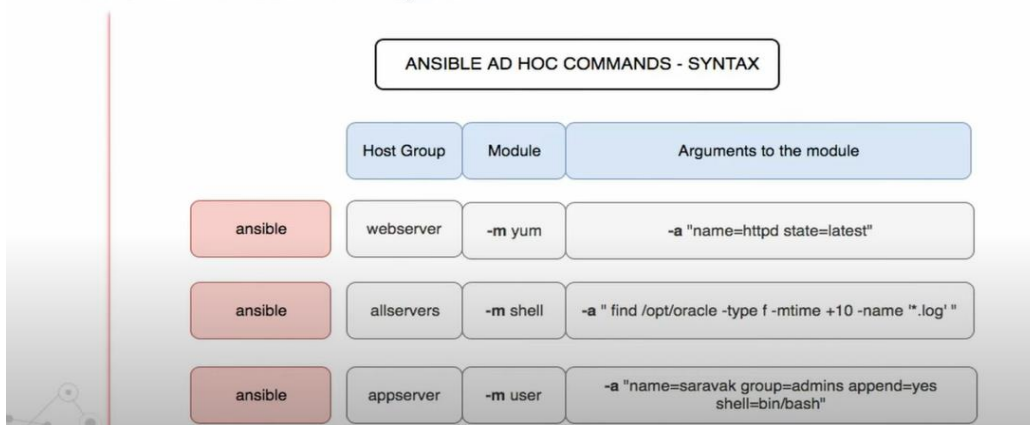 ANSIBLE AD HOC COMMANDS - SYNTAX
Host Group Module Arguments to the module
ansible webserver -m yum -a "name=httpd state=latest"
ansible allservers -m shell -a " find /opt/oracle -type f -mtime +10 -name '*.log' "
ansible appserver -m user -a "name=saravak group=admins append=yes
shell=bin/bash"